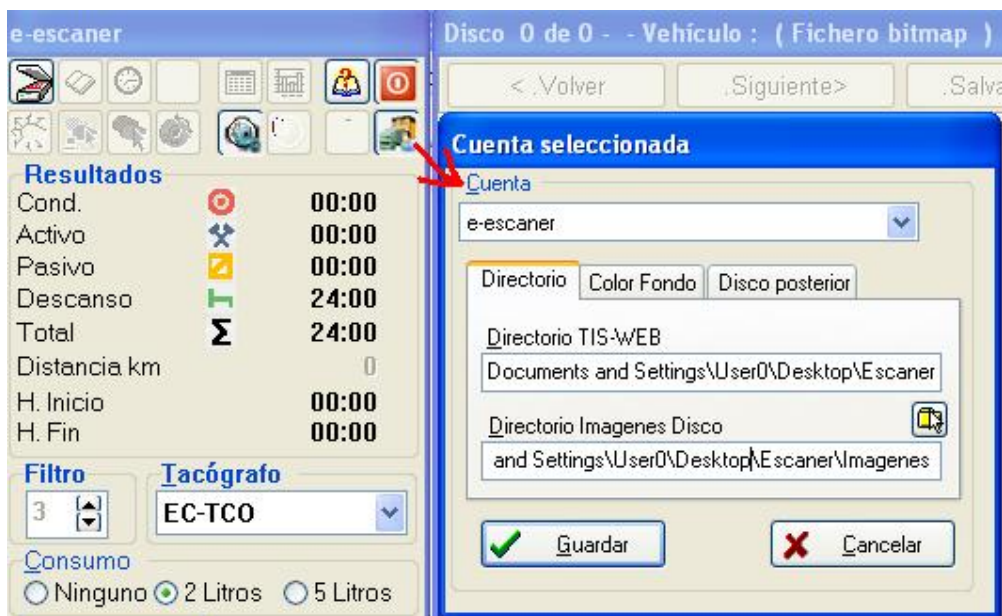 e-escaner
Resultados
Cond. 00:00
Activo 00:00
Pasivo 00:00
Descanso 24:00
Total Σ 24:00
Distancia km 0
H. Inicio 00:00
H. Fin 00:00
Filtro
3
Tacógrafo
EC-TCO
Consumo
Ninguno 2 Litros 5 Litros
Disco 0 de 0 - - Vehículo : ( Fichero bitmap )
< .Volver .Siguiente> .Salva
Cuenta seleccionada
Cuenta
e-escaner
Directorio Color Fondo Disco posterior
Directorio TIS-WEB
Documents and Settings\User0\Desktop\Escaner
Directorio Imagenes Disco
and Settings\User0\Desktop\Escaner\Imagenes
Guardar Cancelar